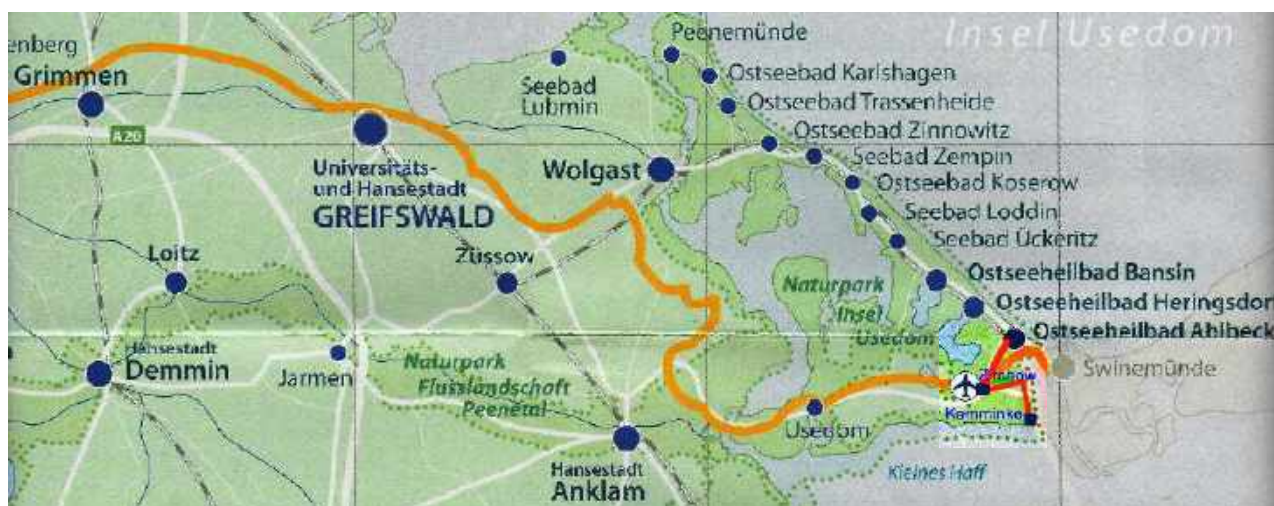 Insel Usedom
enberg
Peenemünde
Grimmen
Ostseebad Karlshagen
Seebad
Lubmin
Ostseebad Trassenheide
A20
Ostseebad Zinnowitz
Universitäts-
und Hansestadt
GREIFSWALD
Wolgast
Seebad Zempin
Ostseebad Koserow
Seebad Loddin
Seebad Ückeritz
Loitz
Züssow
Ostseeheilbad Bansin
Naturpark
Insel
Usedom
Ostseeheilbad Heringsdor
Ostseeheilbad Ahlbeck
Hansestadt
Demmin
Jarmen
Naturpark
Flusslandschaft
Peenetal
Swinemünde
Kamminke
Usedom
Hansestadt
Anklam
Kleines Haff